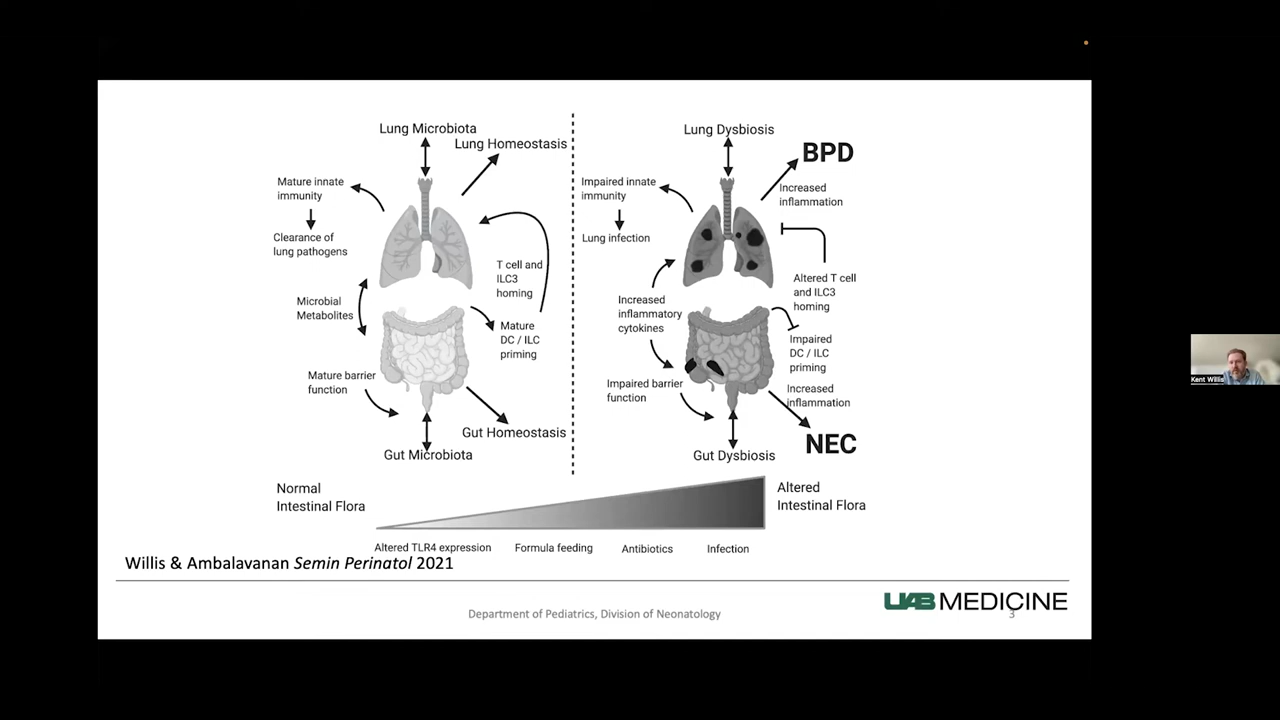 Lung Microbiota
Lung Homeostasis
Mature innate
immunity
Clearance of
lung pathogens
T cell and
ILC3
homing
Microbial
Metabolites
Mature
DC / ILC
priming
Mature barrier
function
Gut Homeostasis
Gut Microbiota
Lung Dysbiosis
BPD
Impaired innate
immunity
Increased
inflammation
Lung infection
Altered T cell
and ILC3
homing
Increased
inflammatory
cytokines
Impaired
DC / ILC
priming
Impaired barrier
function
Increased
inflammation
NEC
Gut Dysbiosis
Normal
Intestinal Flora
Altered
Intestinal Flora
Altered TLR4 expression
Formula feeding
Antibiotics
Infection
Willis & Ambalavanan Semin Perinatol 2021
Department of Pediatrics, Division of Neonatology
UAB MEDICINE
3
Kent Willis